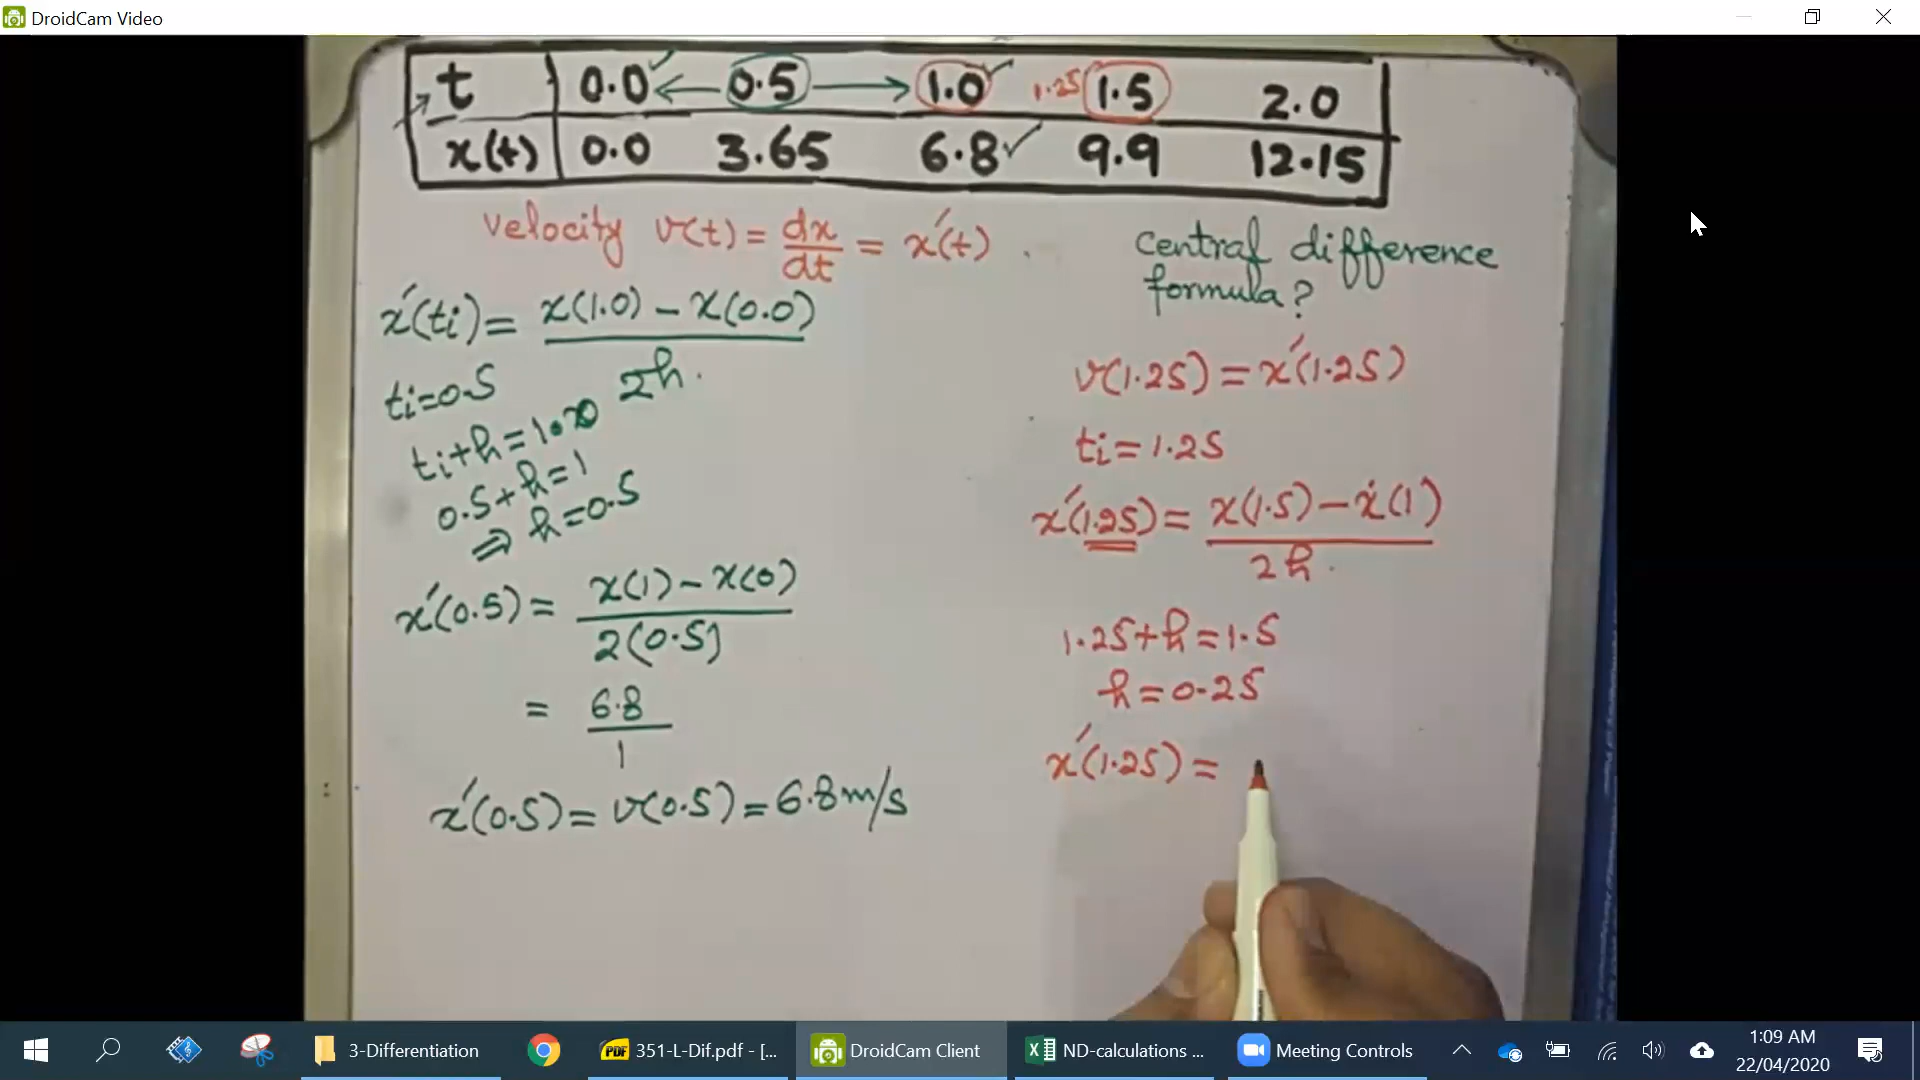 DroidCam Video
t 0.0 ← 0.5 → 1.0 1.25 1.5 2.0
x(t) 0.0 3.65 6.8 9.9 12.15
velocity v(t) = dx/dt = x'(t) .
central difference
formula?
x'(ti) = x(1.0) - x(0.0) / 2h .
ti = 0.5
ti + h = 1.0
0.5 + h = 1
⇒ h = 0.5
x'(0.5) = x(1) - x(0) / 2(0.5)
= 6.8 / 1
x'(0.5) = v(0.5) = 6.8 m/s
v(1.25) = x'(1.25)
ti = 1.25
x'(1.25) = x(1.5) - x(1) / 2h .
1.25 + h = 1.5
h = 0.25
x'(1.25) =
3-Differentiation
PDF 351-L-Dif.pdf - [...
DroidCam Client
ND-calculations ...
Meeting Controls
1:09 AM
22/04/2020